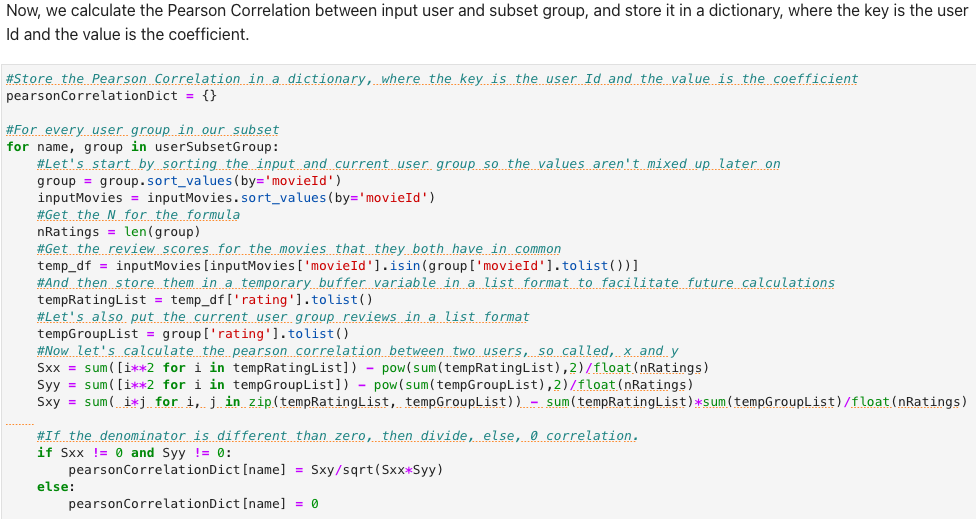 Now, we calculate the Pearson Correlation between input user and subset group, and store it in a dictionary, where the key is the user
Id and the value is the coefficient.
#Store the Pearson Correlation in a dictionary, where the key is the user Id and the value is the coefficient
pearsonCorrelationDict = {}
#For every user group in our subset
for name, group in userSubsetGroup:
    #Let's start by sorting the input and current user group so the values aren't mixed up later on
    group = group.sort_values(by='movieId')
    inputMovies = inputMovies.sort_values(by='movieId')
    #Get the N for the formula
    nRatings = len(group)
    #Get the review scores for the movies that they both have in common
    temp_df = inputMovies[inputMovies['movieId'].isin(group['movieId'].tolist())]
    #And then store them in a temporary buffer variable in a list format to facilitate future calculations
    tempRatingList = temp_df['rating'].tolist()
    #Let's also put the current user group reviews in a list format
    tempGroupList = group['rating'].tolist()
    #Now let's calculate the pearson correlation between two users, so called, x and y
    Sxx = sum([i**2 for i in tempRatingList]) - pow(sum(tempRatingList),2)/float(nRatings)
    Syy = sum([i**2 for i in tempGroupList]) - pow(sum(tempGroupList),2)/float(nRatings)
    Sxy = sum( i*j for i, j in zip(tempRatingList, tempGroupList)) - sum(tempRatingList)*sum(tempGroupList)/float(nRatings)
    #If the denominator is different than zero, then divide, else, 0 correlation.
    if Sxx != 0 and Syy != 0:
        pearsonCorrelationDict[name] = Sxy/sqrt(Sxx*Syy)
    else:
        pearsonCorrelationDict[name] = 0